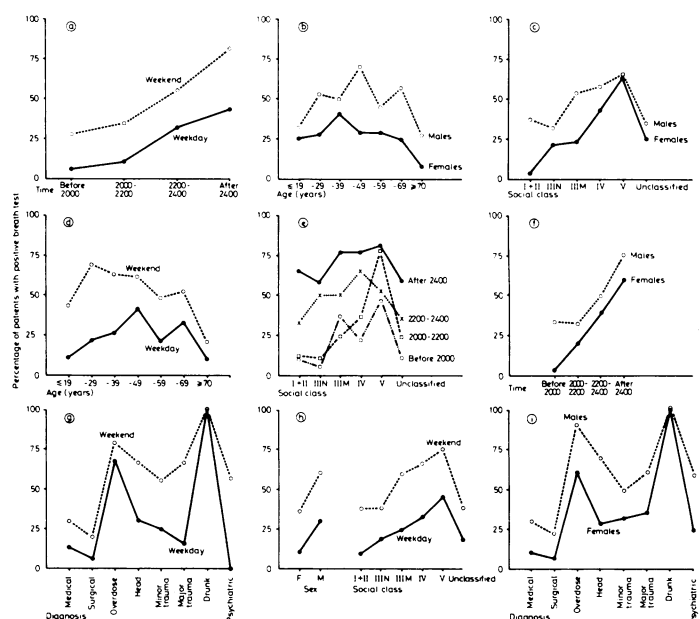 Percentage of patients with positive breath test
ⓐ
100
75
50
25
0
Weekend
Weekday
Time Before 2000 2000-2200 2200-2400 After 2400
ⓑ
100
75
50
25
0
Males
Females
≤19 -29 -39 -49 -59 -69 ≥70
Age (years)
ⓒ
100
75
50
25
0
Males
Females
I+II IIIN IIIM IV V Unclassified
Social class
ⓓ
100
75
50
25
0
Weekend
Weekday
≤19 -29 -39 -49 -59 -69 ≥70
Age (years)
ⓔ
100
75
50
25
0
After 2400
2200-2400
2000-2200
Before 2000
I+II IIIN IIIM IV V Unclassified
Social class
ⓕ
100
75
50
25
0
Males
Females
Time Before 2000 2000-2200 2200-2400 After 2400
ⓖ
100
75
50
25
0
Weekend
Weekday
Medical
Surgical
Overdose
Head
Minor trauma
Major trauma
Drunk
Psychiatric
Diagnosis
ⓗ
100
75
50
25
0
Weekend
Weekday
F M I+II IIIN IIIM IV V Unclassified
Sex Social class
ⓘ
100
75
50
25
0
Males
Females
Medical
Surgical
Overdose
Head
Minor trauma
Major trauma
Drunk
Psychiatric
Diagnosis